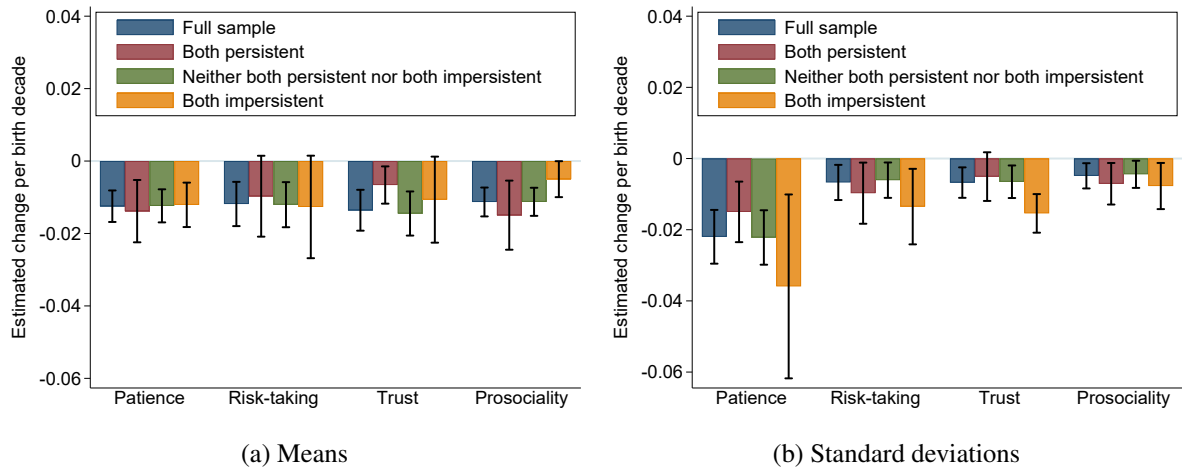 Estimated change per birth decade
0.04
0.02
0
-0.02
-0.04
-0.06
Full sample
Both persistent
Neither both persistent nor both impersistent
Both impersistent
Patience
Risk-taking
Trust
Prosociality
(a) Means
Estimated change per birth decade
0.04
0.02
0
-0.02
-0.04
-0.06
Full sample
Both persistent
Neither both persistent nor both impersistent
Both impersistent
Patience
Risk-taking
Trust
Prosociality
(b) Standard deviations